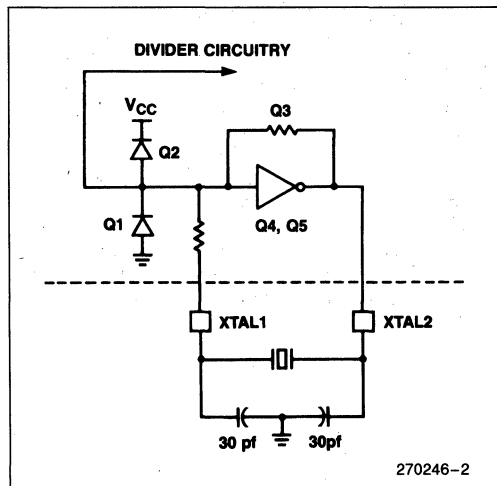 DIVIDER CIRCUITRY
VCC
Q2
Q3
Q1
Q4, Q5
XTAL1
XTAL2
30 pf
30pf
270246–2